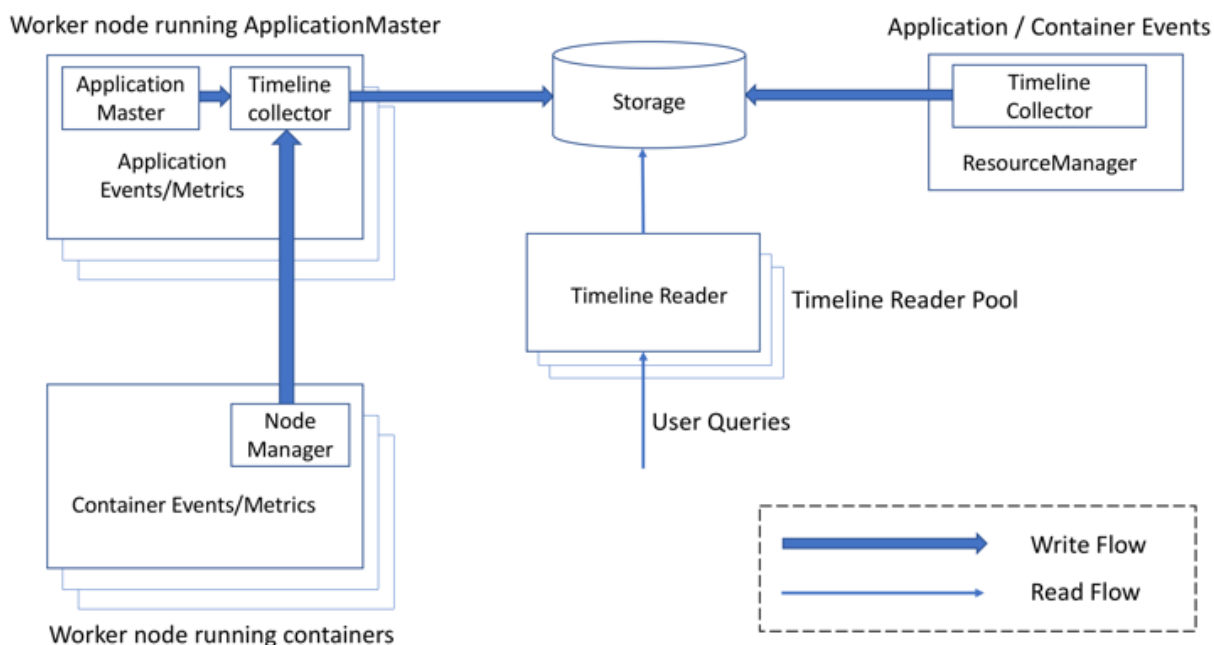 Worker node running ApplicationMaster
Application
Master
Timeline
collector
Application
Events/Metrics
Storage
Application / Container Events
Timeline
Collector
ResourceManager
Timeline Reader
Timeline Reader Pool
User Queries
Node
Manager
Container Events/Metrics
Worker node running containers
Write Flow
Read Flow